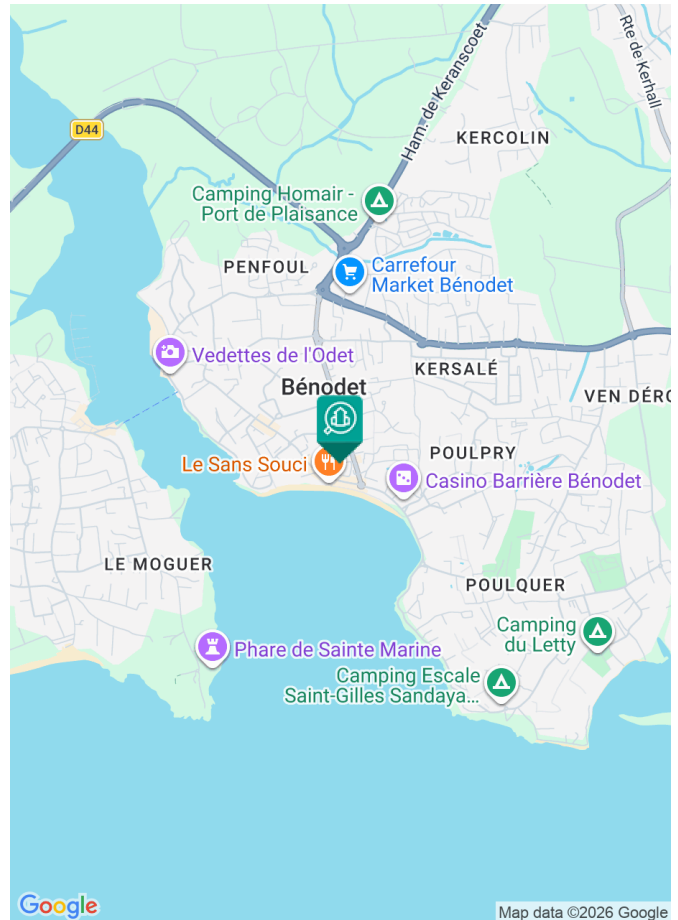 Rte de Kerhall
Ham. de Keranscoet
D44
KERCOLIN
Camping Homair -
Port de Plaisance
PENFOUL
Carrefour
Market Bénodet
Vedettes de l'Odet
KERSALÉ
Bénodet
VEN DÉRO
POULPRY
Le Sans Souci
Casino Barrière Bénodet
LE MOGUER
POULQUER
Camping
du Letty
Phare de Sainte Marine
Camping Escale
Saint-Gilles Sandaya...
Google
Map data ©2026 Google